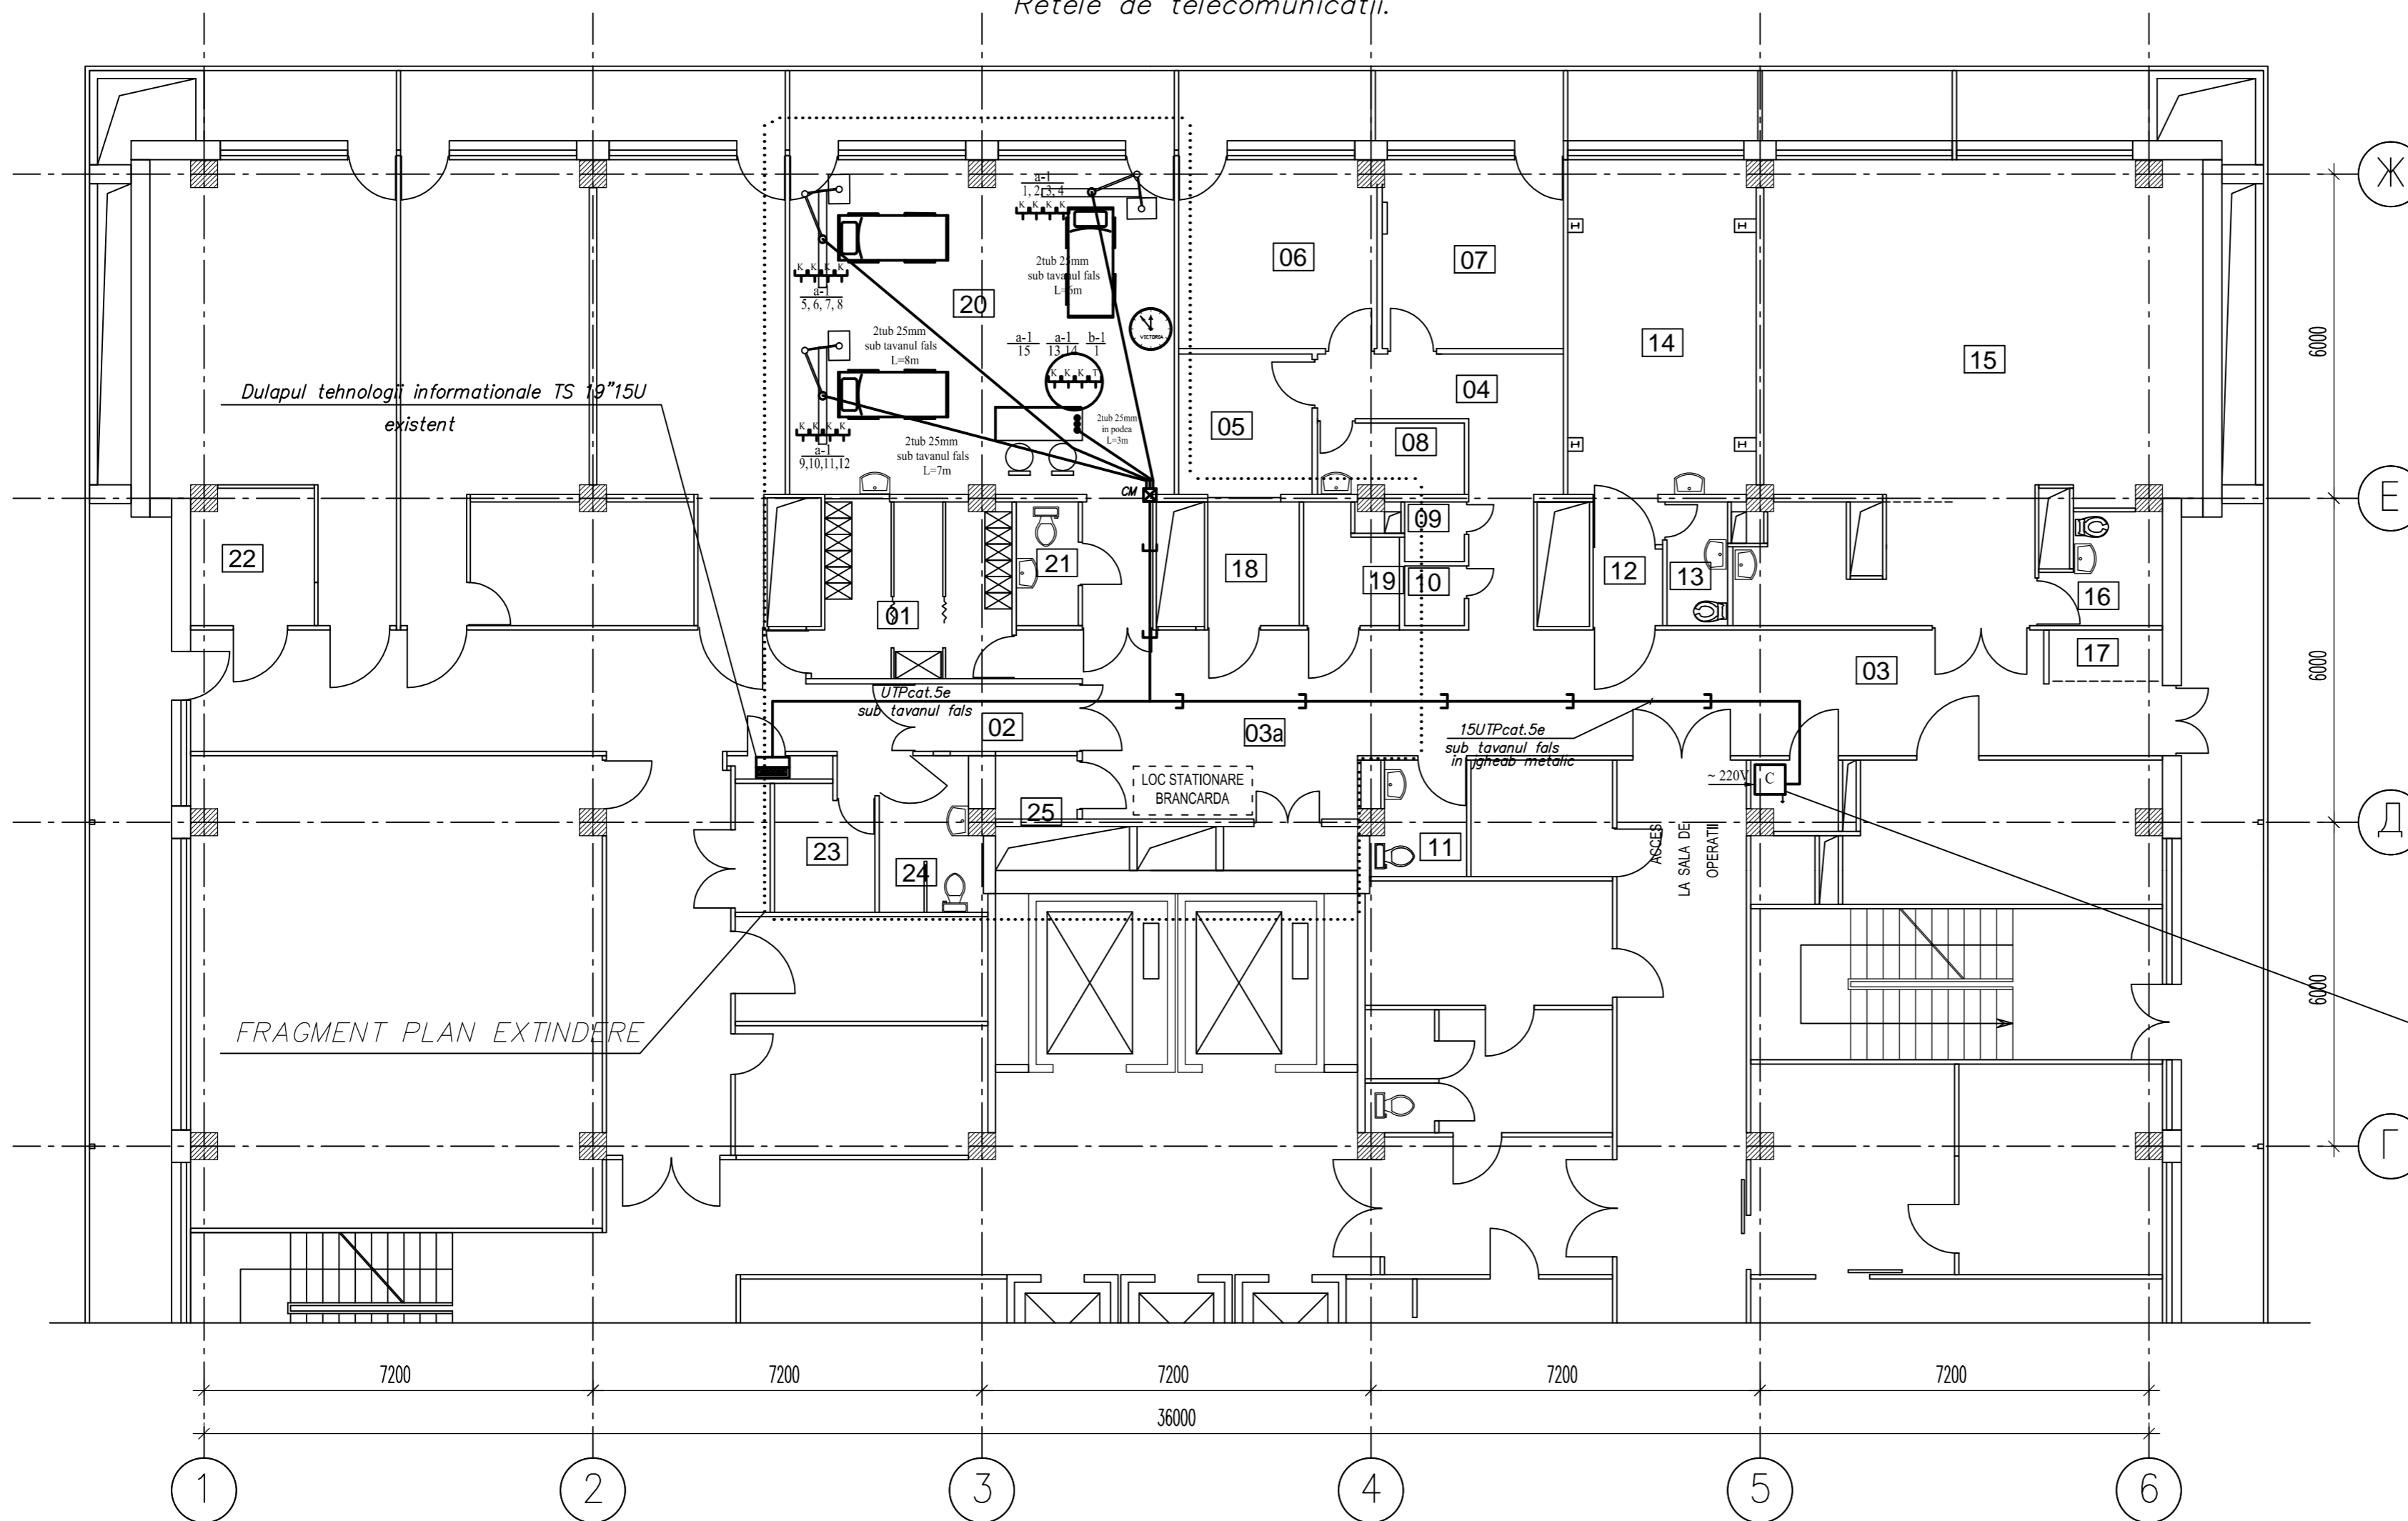 Retele de telecomunicatii.
Ж
a-1
1, 2, 3, 4
K K K K
K K K K
a-1
5, 6, 7, 8
2tub 25mm
sub tavanul fals
L=6m
06
07
20
VICTORIA
2tub 25mm
sub tavanul fals
L=8m
a-1
15
a-1
13,14
b-1
1
K K K T
14
15
6000
04
Dulapul tehnologii informationale TS 19"15U
existent
05
08
2tub 25mm
in podea
L=3m
K K K K
a-1
9,10,11,12
2tub 25mm
sub tavanul fals
L=7m
CM
E
09
22
21
18
19
10
12
13
16
01
17
03
6000
UTPcat.5e
sub tavanul fals
02
03a
15UTPcat.5e
sub tavanul fals
in jgheab metalic
LOC STATIONARE
BRANCARDA
~ 220V
C
25
Д
23
24
11
ACCES
LA SALA DE
OPERATII
6000
FRAGMENT PLAN EXTINDERE
Г
7200
7200
7200
7200
7200
36000
1
2
3
4
5
6